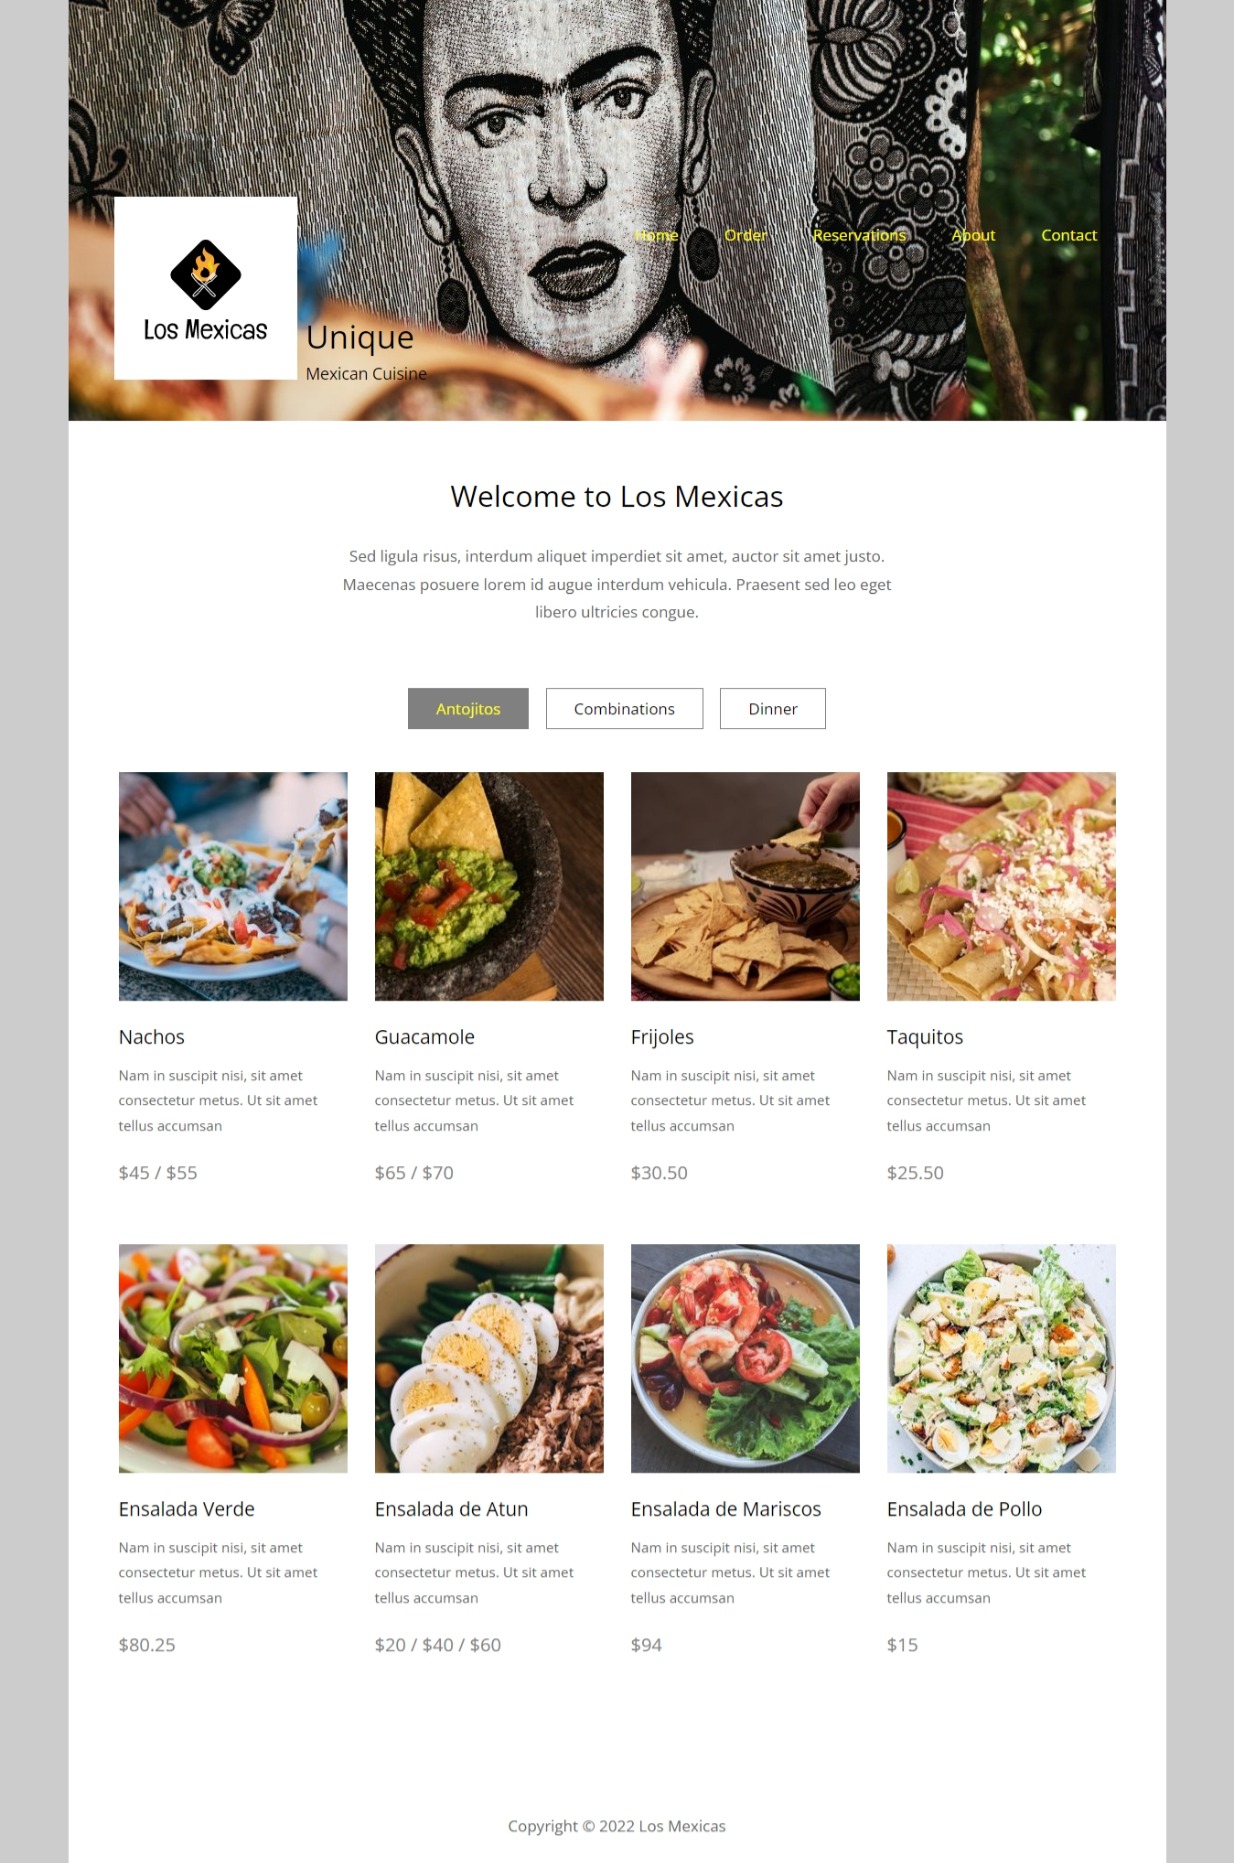 Home Order Reservations About Contact
Los Mexicas
Unique
Mexican Cuisine
Welcome to Los Mexicas
Sed ligula risus, interdum aliquet imperdiet sit amet, auctor sit amet justo.
Maecenas posuere lorem id augue interdum vehicula. Praesent sed leo eget
libero ultricies congue.
Antojitos Combinations Dinner
Nachos
Nam in suscipit nisi, sit amet
consectetur metus. Ut sit amet
tellus accumsan
$45 / $55
Guacamole
Nam in suscipit nisi, sit amet
consectetur metus. Ut sit amet
tellus accumsan
$65 / $70
Frijoles
Nam in suscipit nisi, sit amet
consectetur metus. Ut sit amet
tellus accumsan
$30.50
Taquitos
Nam in suscipit nisi, sit amet
consectetur metus. Ut sit amet
tellus accumsan
$25.50
Ensalada Verde
Nam in suscipit nisi, sit amet
consectetur metus. Ut sit amet
tellus accumsan
$80.25
Ensalada de Atun
Nam in suscipit nisi, sit amet
consectetur metus. Ut sit amet
tellus accumsan
$20 / $40 / $60
Ensalada de Mariscos
Nam in suscipit nisi, sit amet
consectetur metus. Ut sit amet
tellus accumsan
$94
Ensalada de Pollo
Nam in suscipit nisi, sit amet
consectetur metus. Ut sit amet
tellus accumsan
$15
Copyright © 2022 Los Mexicas